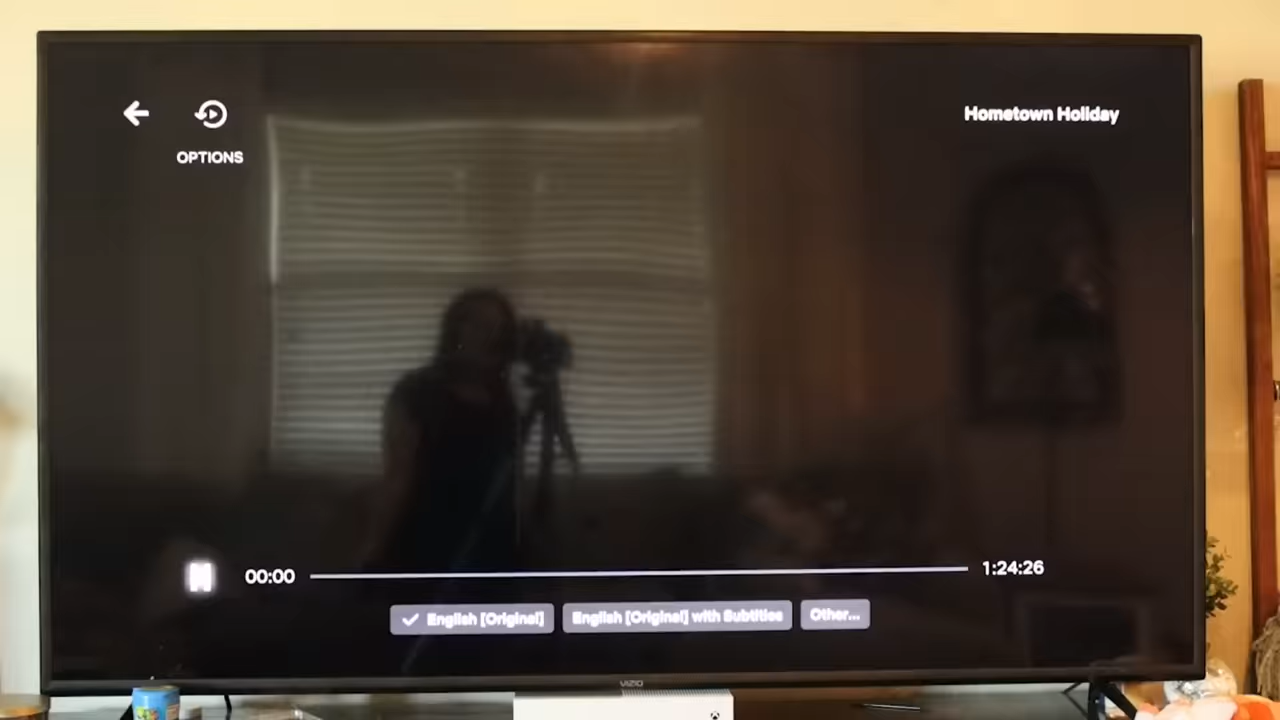 Hometown Holiday
OPTIONS
00:00
1:24:26
English [Original]
English [Original] with Subtitles
Other...
VIZIO